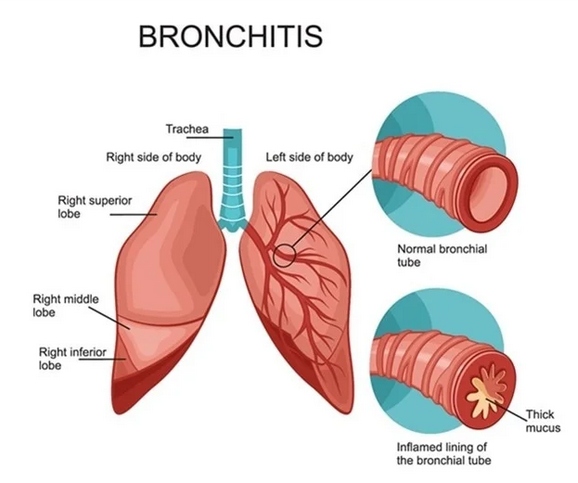 BRONCHITIS
Trachea
Right side of body
Left side of body
Right superior
lobe
Normal bronchial
tube
Right middle
lobe
Right inferior
lobe
Thick
mucus
Inflamed lining of
the bronchial tube